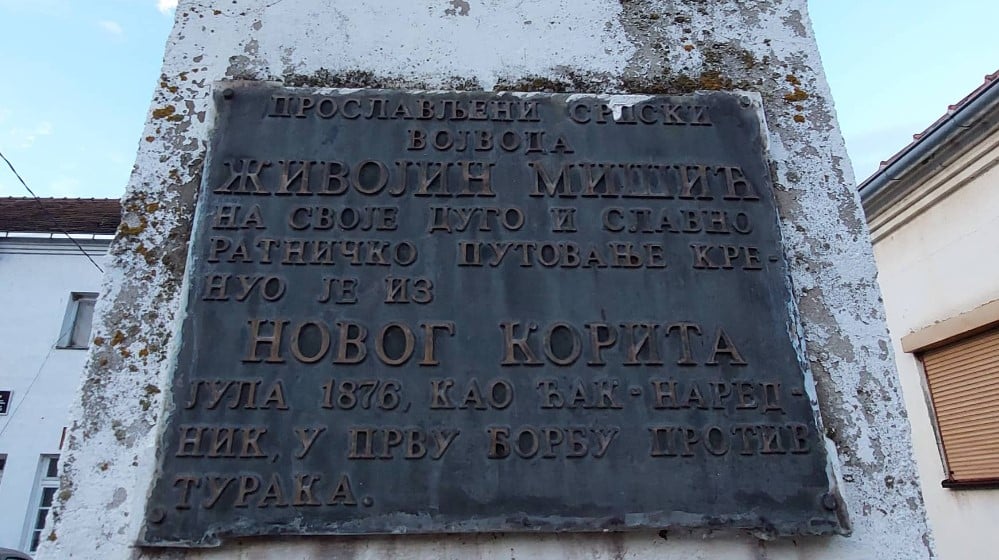 ПРОСЛАВЉЕНИ СРПСКИ
ВОЈВОДА
ЖИВОЈИН МИШИЋ
НА СВОЈЕ ДУГО И СЛАВНО
РАТНИЧКО ПУТОВАЊЕ КРЕ-
НУО ЈЕ ИЗ
НОВОГ КОРИТА
ЈУЛА 1876, КАО ЂАК-НАРЕД-
НИК, У ПРВУ БОРБУ ПРОТИВ
ТУРАКА.